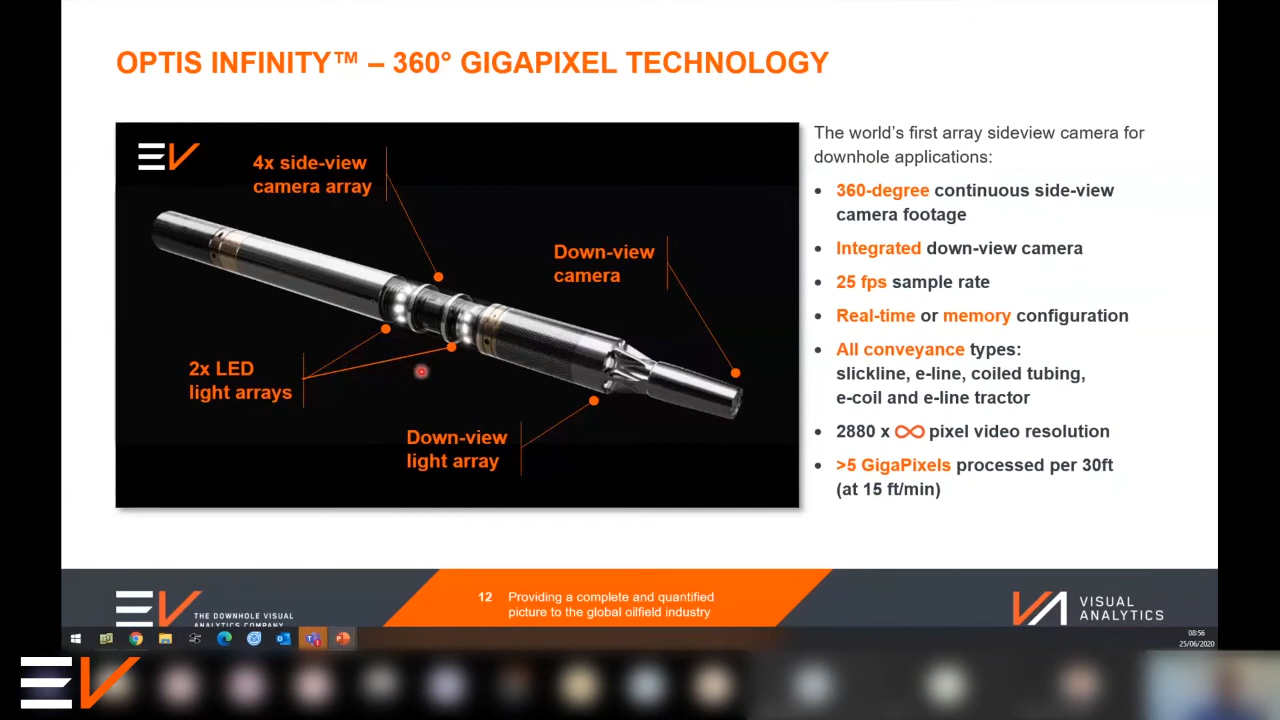 OPTIS INFINITY™ – 360° GIGAPIXEL TECHNOLOGY
EV
4x side-view
camera array
Down-view
camera
2x LED
light arrays
Down-view
light array
The world's first array sideview camera for
downhole applications:
• 360-degree continuous side-view
camera footage
• Integrated down-view camera
• 25 fps sample rate
• Real-time or memory configuration
• All conveyance types:
slickline, e-line, coiled tubing,
e-coil and e-line tractor
• 2880 x ∞ pixel video resolution
• >5 GigaPixels processed per 30ft
(at 15 ft/min)
EV
THE DOWNHOLE VISUAL
ANALYTICS COMPANY
12
Providing a complete and quantified
picture to the global oilfield industry
VA
VISUAL
ANALYTICS
08:56
25/06/2020
EV